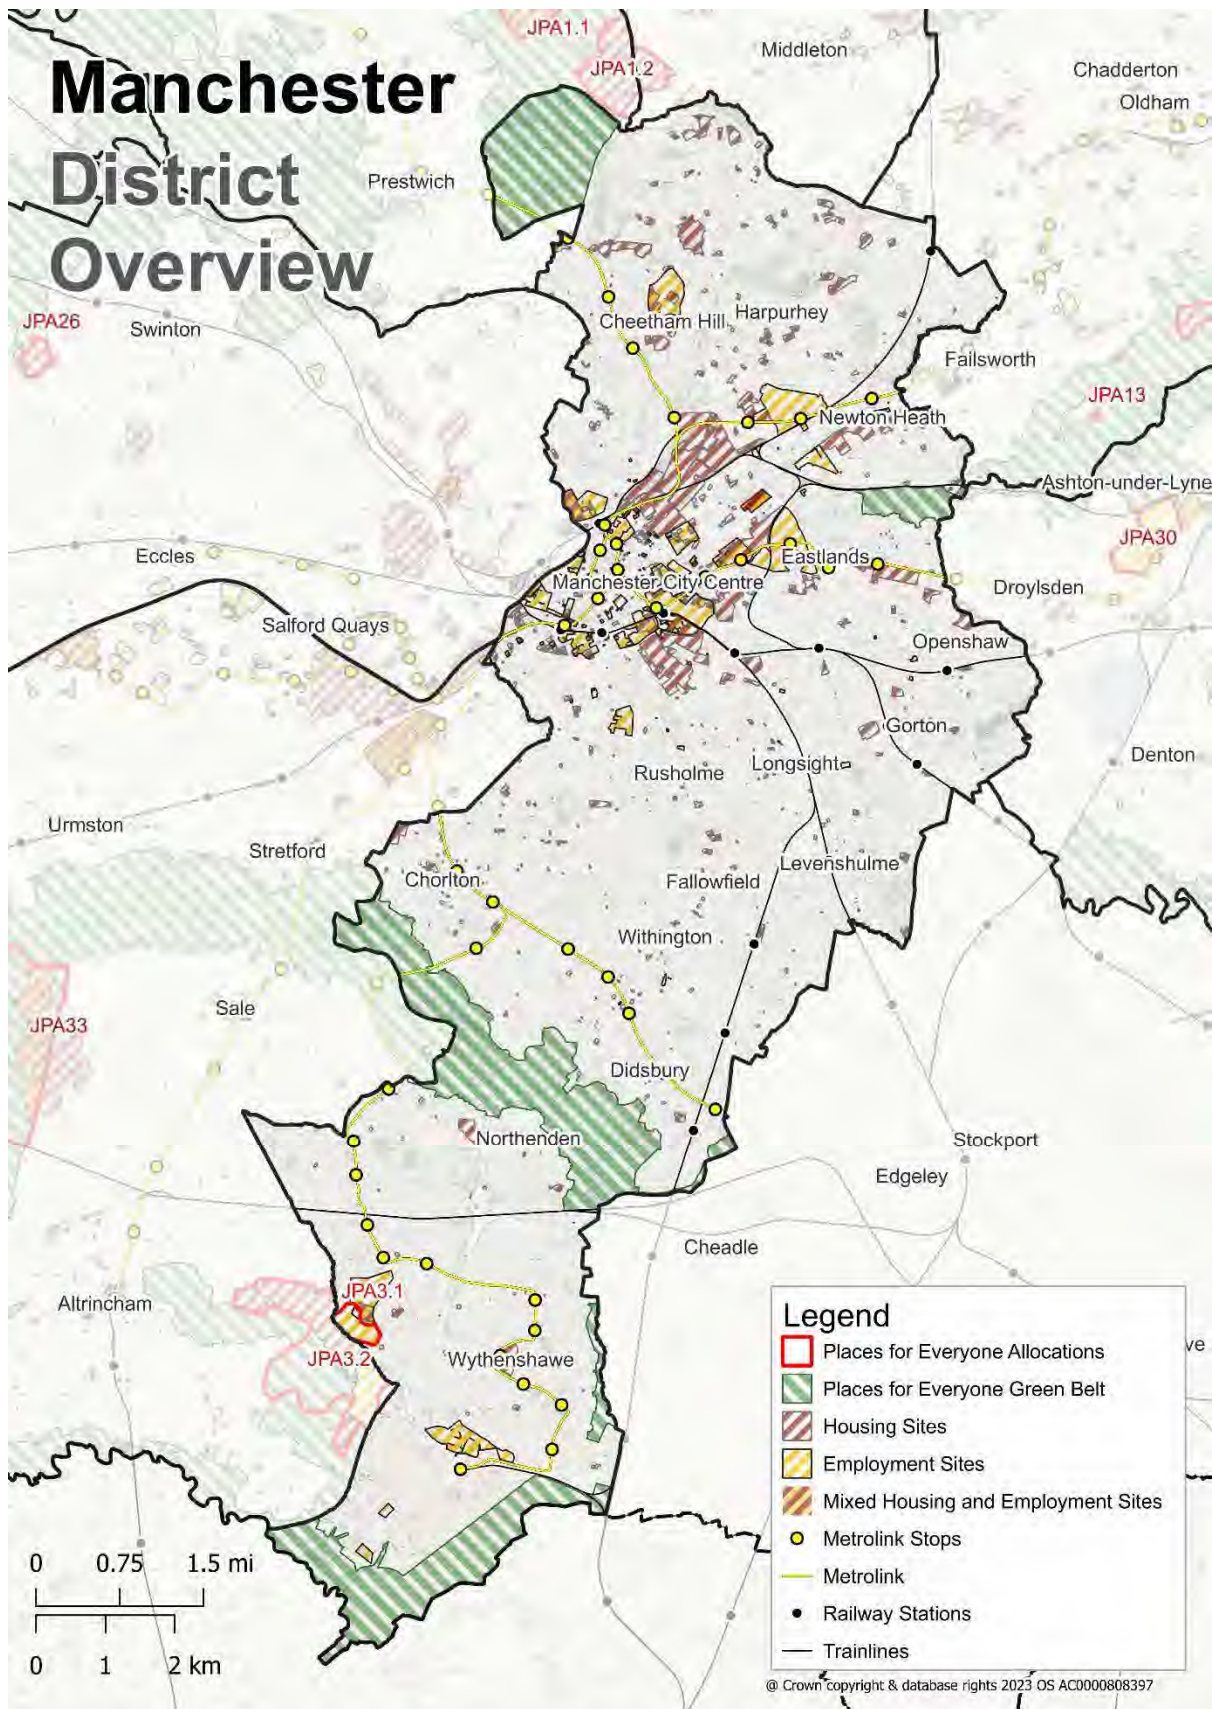 JPA1.1
Middleton
Manchester
JPA1.2
Chadderton
Oldham
District
Prestwich
Overview
JPA26
Swinton
Cheetham Hill
Harpurhey
Failsworth
JPA13
Newton Heath
Ashton-under-Lyne
JPA30
Eccles
Eastlands
Manchester City Centre
Droylsden
Salford Quays
Openshaw
Gorton
Denton
Rusholme
Longsight
Urmston
Stretford
Levenshulme
Chorlton
Fallowfield
Withington
Sale
JPA33
Didsbury
Northenden
Stockport
Edgeley
Cheadle
JPA3.1
Altrincham
JPA3.2
Wythenshawe
Legend
Places for Everyone Allocations
ve
Places for Everyone Green Belt
Housing Sites
Employment Sites
Mixed Housing and Employment Sites
Metrolink Stops
Metrolink
Railway Stations
Trainlines
0 0.75 1.5 mi
0 1 2 km
@ Crown copyright & database rights 2023 OS AC0000808397